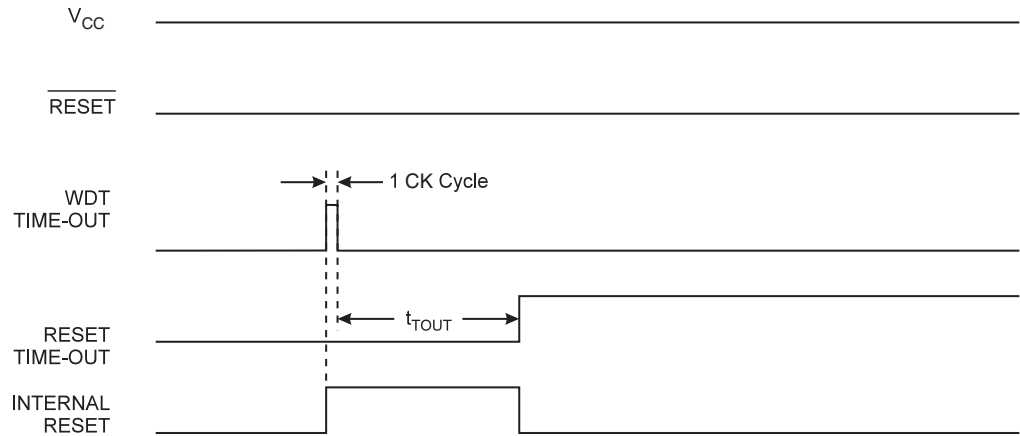 VCC
RESET
1 CK Cycle
WDT
TIME-OUT
tTOUT
RESET
TIME-OUT
INTERNAL
RESET